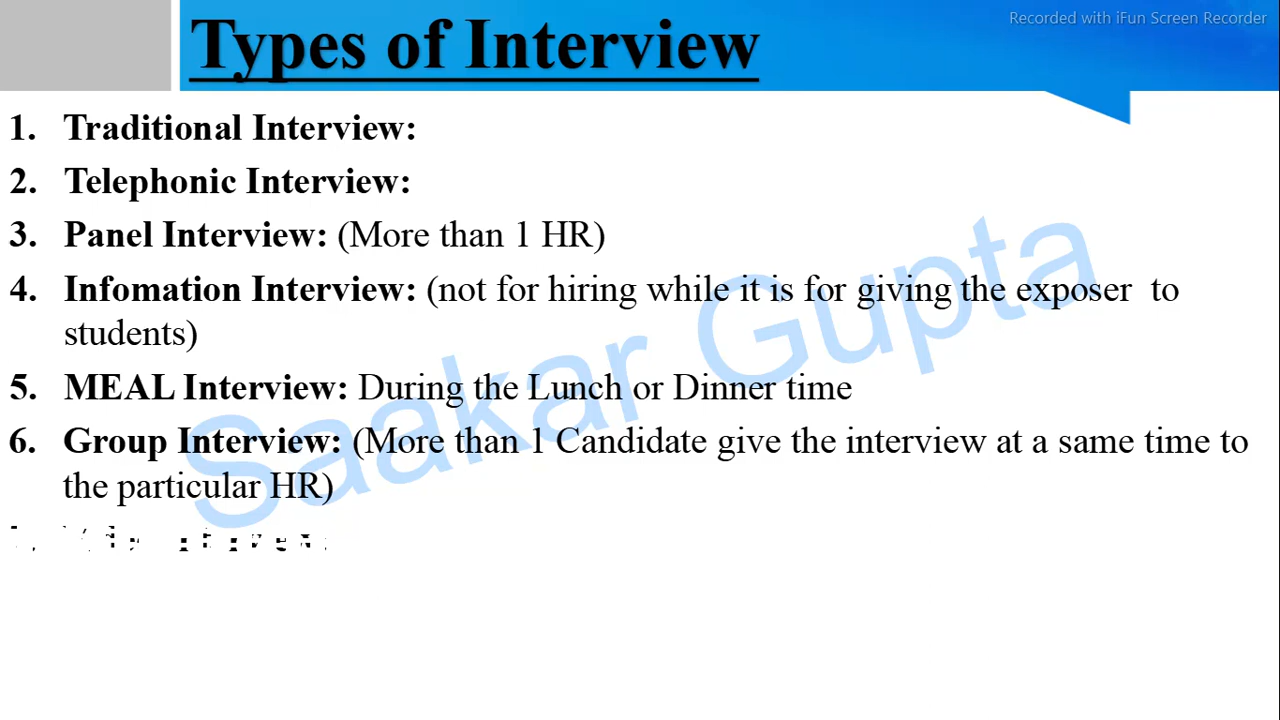 Recorded with iFun Screen Recorder
Types of Interview
1. Traditional Interview:
2. Telephonic Interview:
3. Panel Interview: (More than 1 HR)
4. Infomation Interview: (not for hiring while it is for giving the exposer to
students)
5. MEAL Interview: During the Lunch or Dinner time
6. Group Interview: (More than 1 Candidate give the interview at a same time to
the particular HR)
Saakar Gupta